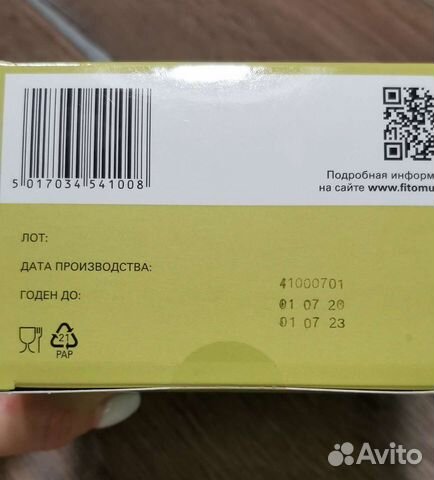 5 017034 541008
Подробная информ
на сайте www.fitomu
ЛОТ:
ДАТА ПРОИЗВОДСТВА:
ГОДЕН ДО:
41000701
01 07 20
01 07 23
21
PAP
Avito